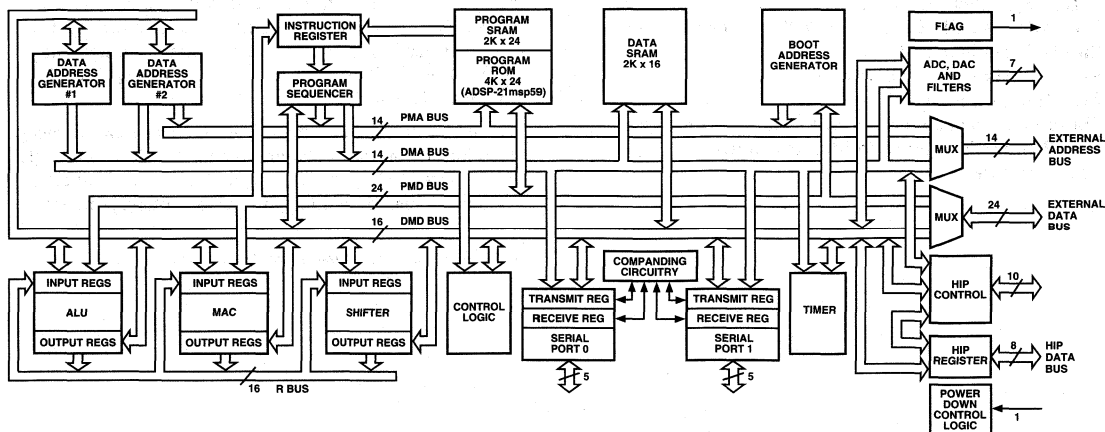 DATA
ADDRESS
GENERATOR
#1
DATA
ADDRESS
GENERATOR
#2
INSTRUCTION
REGISTER
PROGRAM
SEQUENCER
PROGRAM
SRAM
2K x 24
PROGRAM
ROM
4K x 24
(ADSP-21msp59)
DATA
SRAM
2K x 16
BOOT
ADDRESS
GENERATOR
FLAG
1
ADC, DAC
AND
FILTERS
7
14
PMA BUS
14
DMA BUS
24
PMD BUS
16
DMD BUS
MUX
14
EXTERNAL
ADDRESS
BUS
MUX
24
EXTERNAL
DATA
BUS
INPUT REGS
ALU
OUTPUT REGS
INPUT REGS
MAC
OUTPUT REGS
INPUT REGS
SHIFTER
OUTPUT REGS
16
R BUS
CONTROL
LOGIC
COMPANDING
CIRCUITRY
TRANSMIT REG
RECEIVE REG
SERIAL
PORT 0
5
TRANSMIT REG
RECEIVE REG
SERIAL
PORT 1
5
TIMER
HIP
CONTROL
10
HIP
REGISTER
8
HIP
DATA
BUS
POWER
DOWN
CONTROL
LOGIC
1